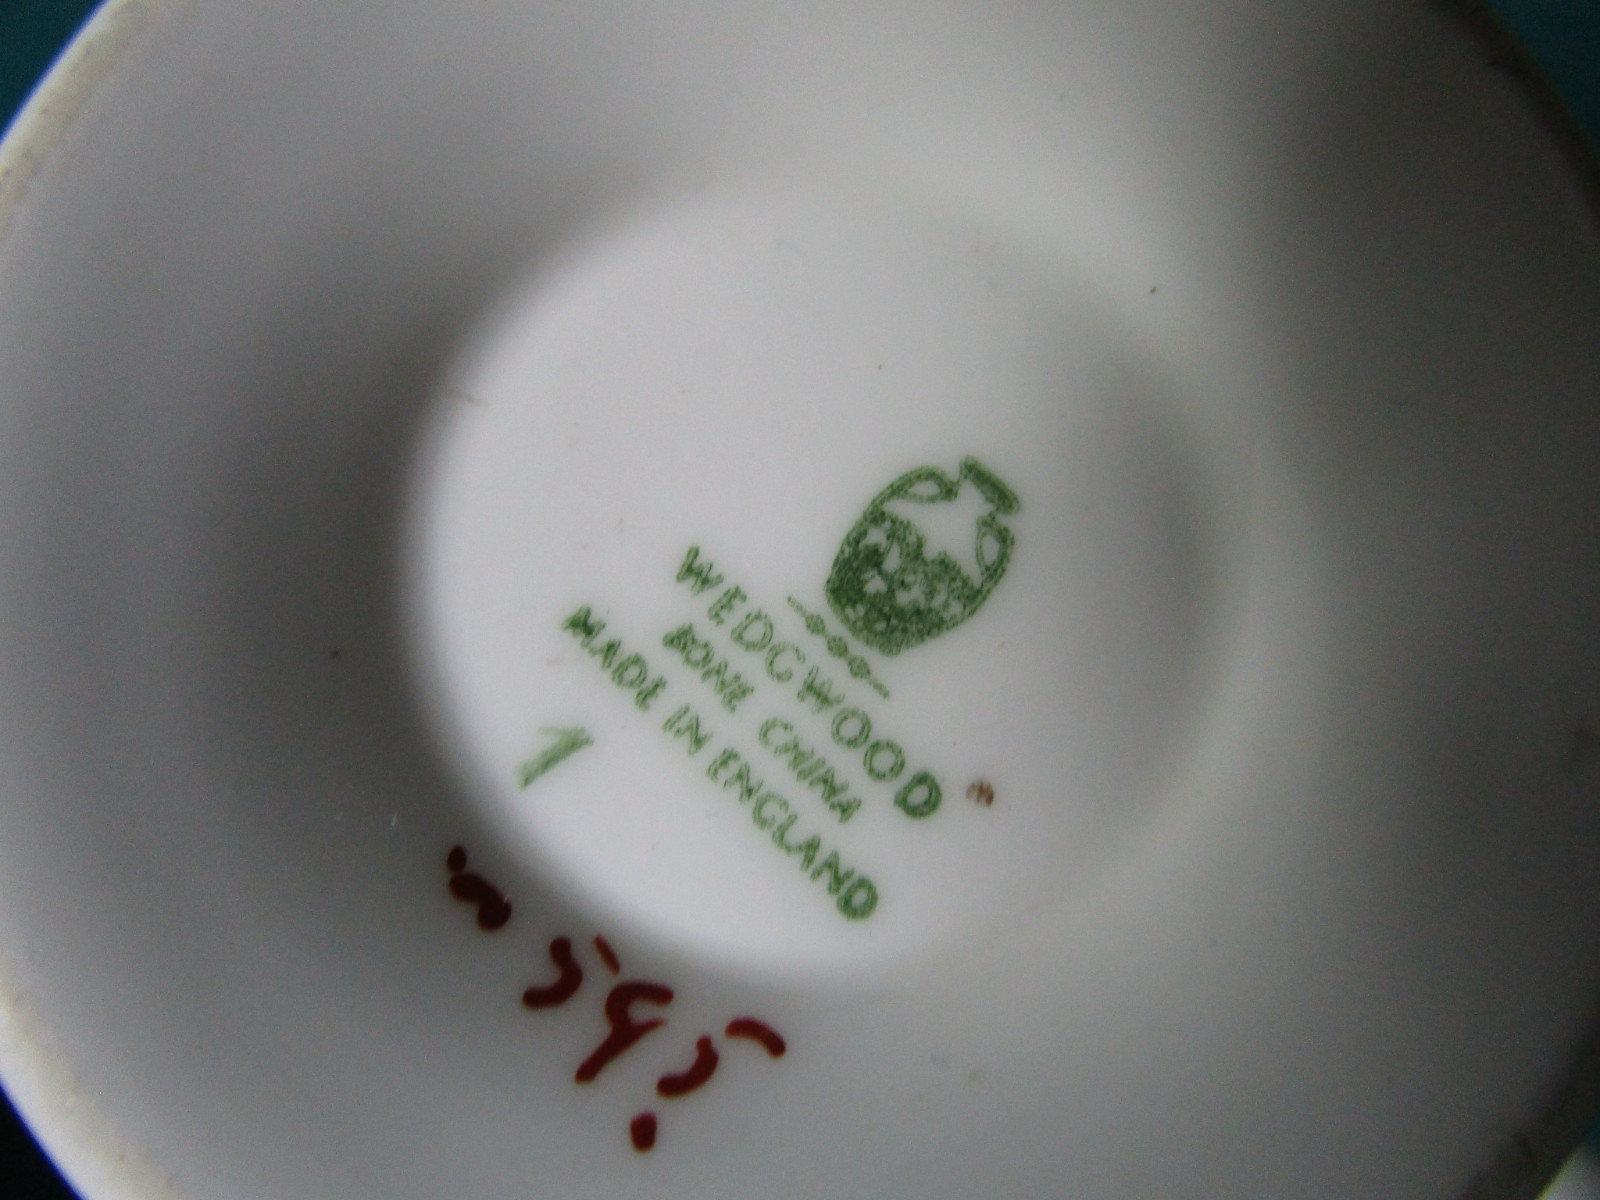 WEDGWOOD
BONE CHINA
MADE IN ENGLAND
1